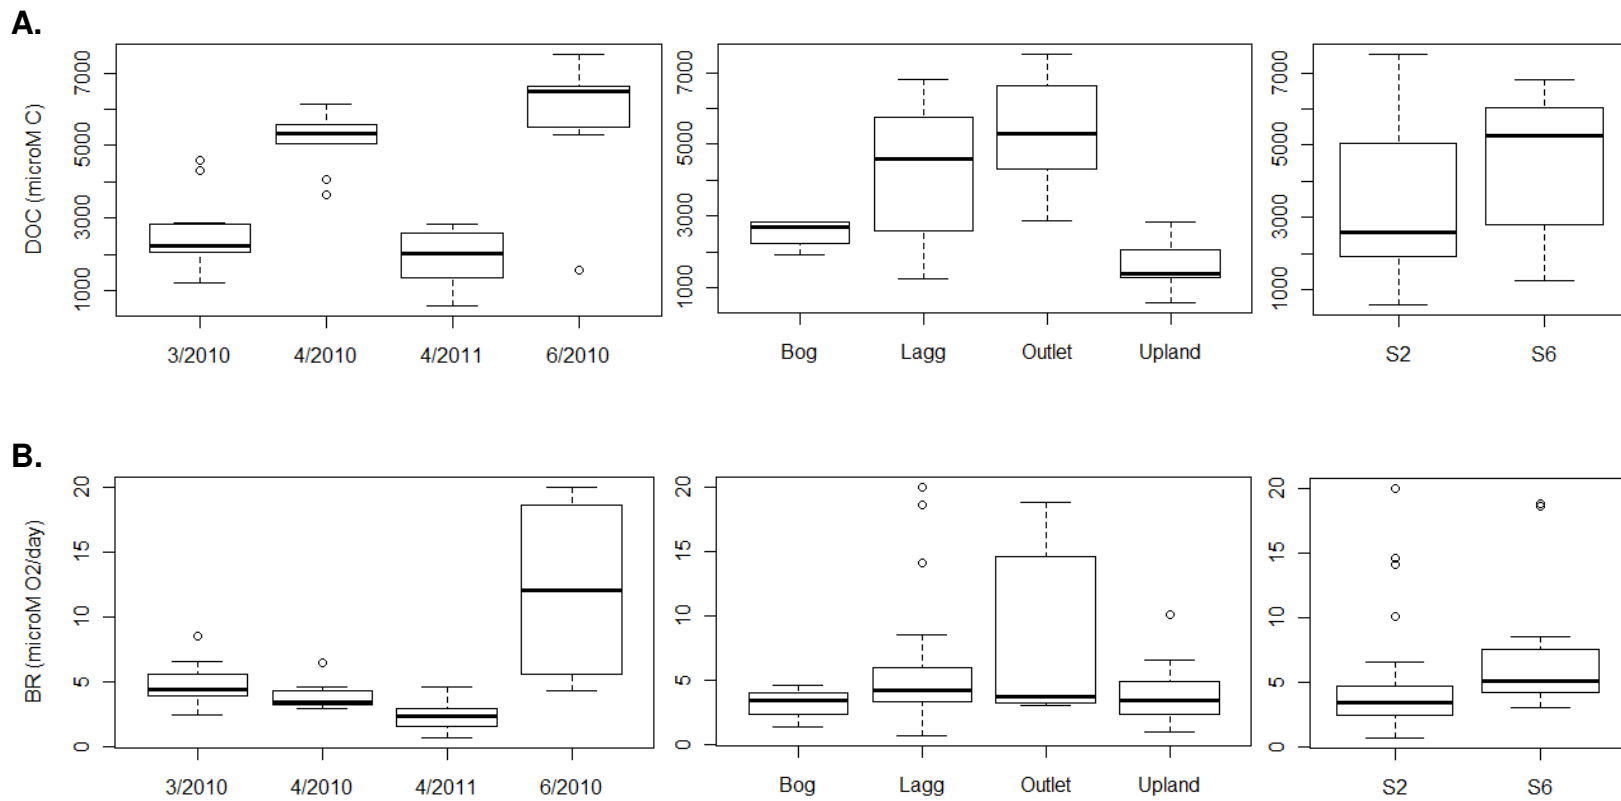 A.
DOC (microM C)
1000 3000 5000 7000
3/2010 4/2010 4/2011 6/2010
1000 3000 5000 7000
Bog Lagg Outlet Upland
1000 3000 5000 7000
S2 S6
B.
BR (microM O2/day)
0 5 10 15 20
3/2010 4/2010 4/2011 6/2010
0 5 10 15 20
Bog Lagg Outlet Upland
0 5 10 15 20
S2 S6